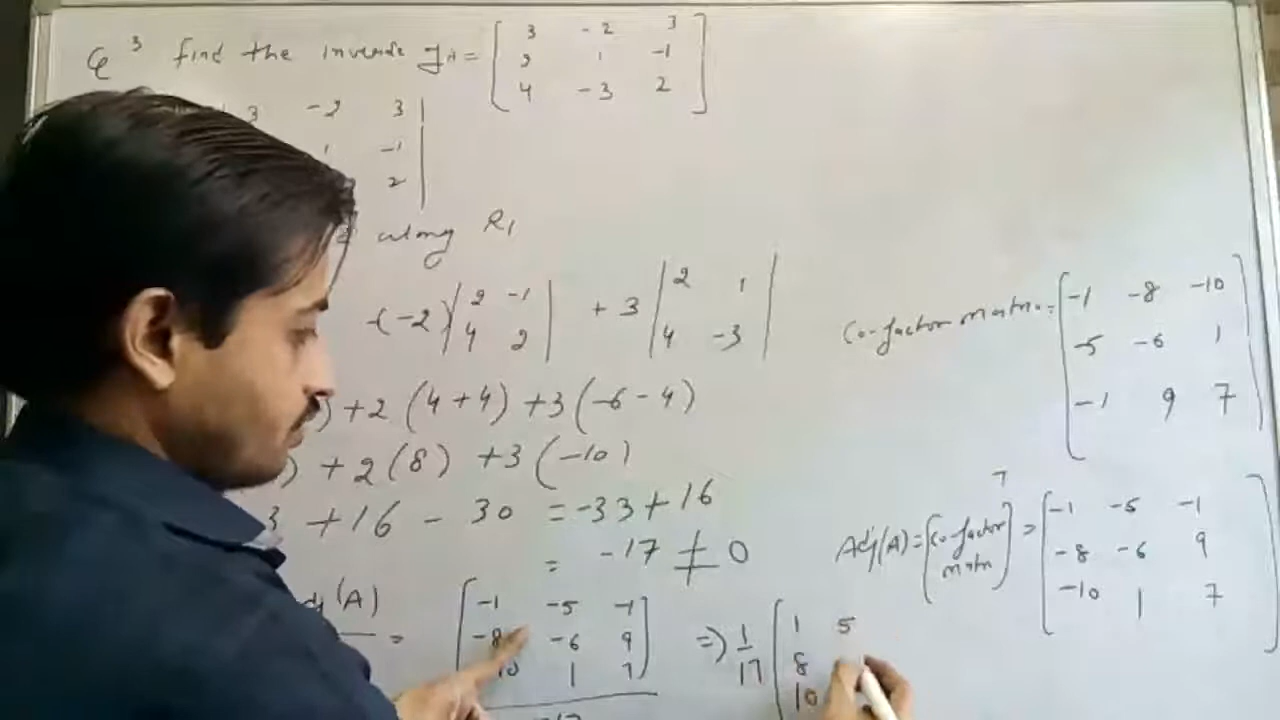 Q 3 find the inverse of A = [ 3 -2 3
2 1 -1
4 -3 2 ]
3 -2 3 |
1 -1
2
along R1
-(-2) | 2 -1 | + 3 | 2 1 |
4 2 4 -3
) +2 (4+4) +3(-6-4)
) +2(8) +3(-10)
3 +16 - 30 = -33+16
= -17 ≠ 0
(A) = [ -1 -5 -1
-8 -6 9
10 1 7 ]
=) 1/17 [ 1 5
8
10
Co-factor = [ -1 -8 -10
-5 -6 1
-1 9 7 ]
Adj(A) = [Co-factor matrix]T = [ -1 -5 -1
-8 -6 9
-10 1 7 ]